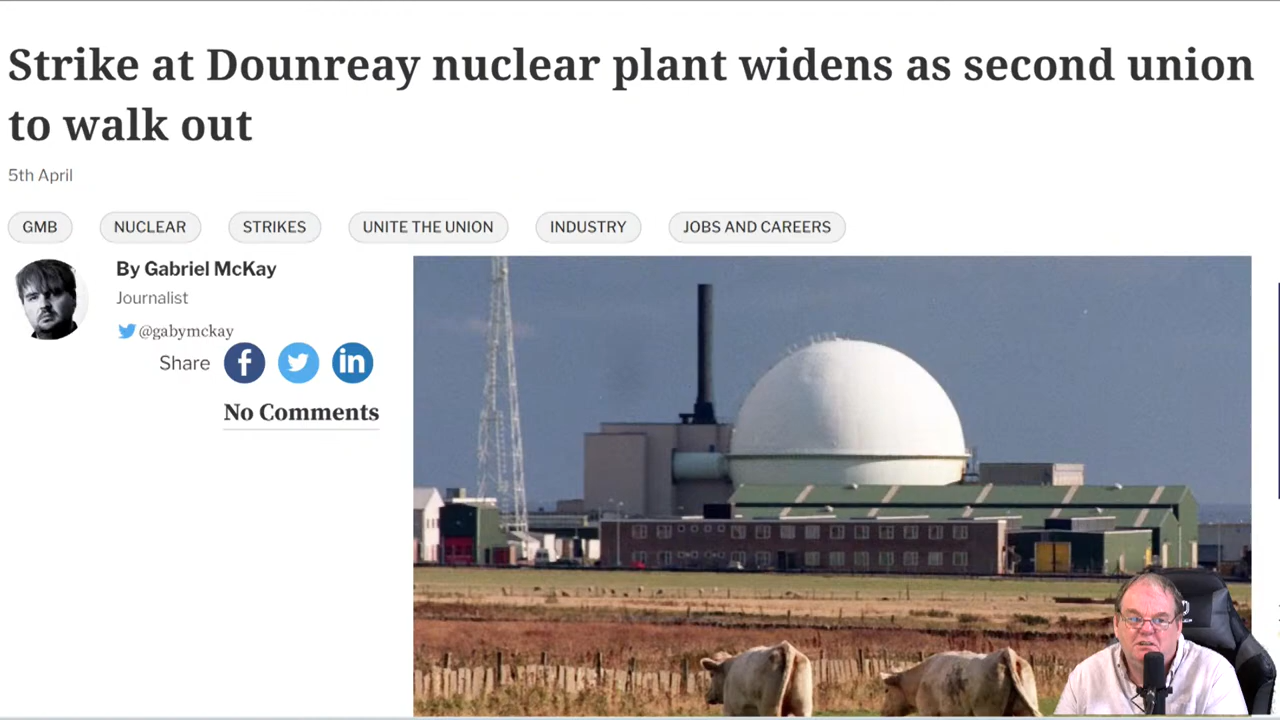 Strike at Dounreay nuclear plant widens as second union
to walk out
5th April
GMB
NUCLEAR
STRIKES
UNITE THE UNION
INDUSTRY
JOBS AND CAREERS
By Gabriel McKay
Journalist
@gabymckay
Share
f
in
No Comments